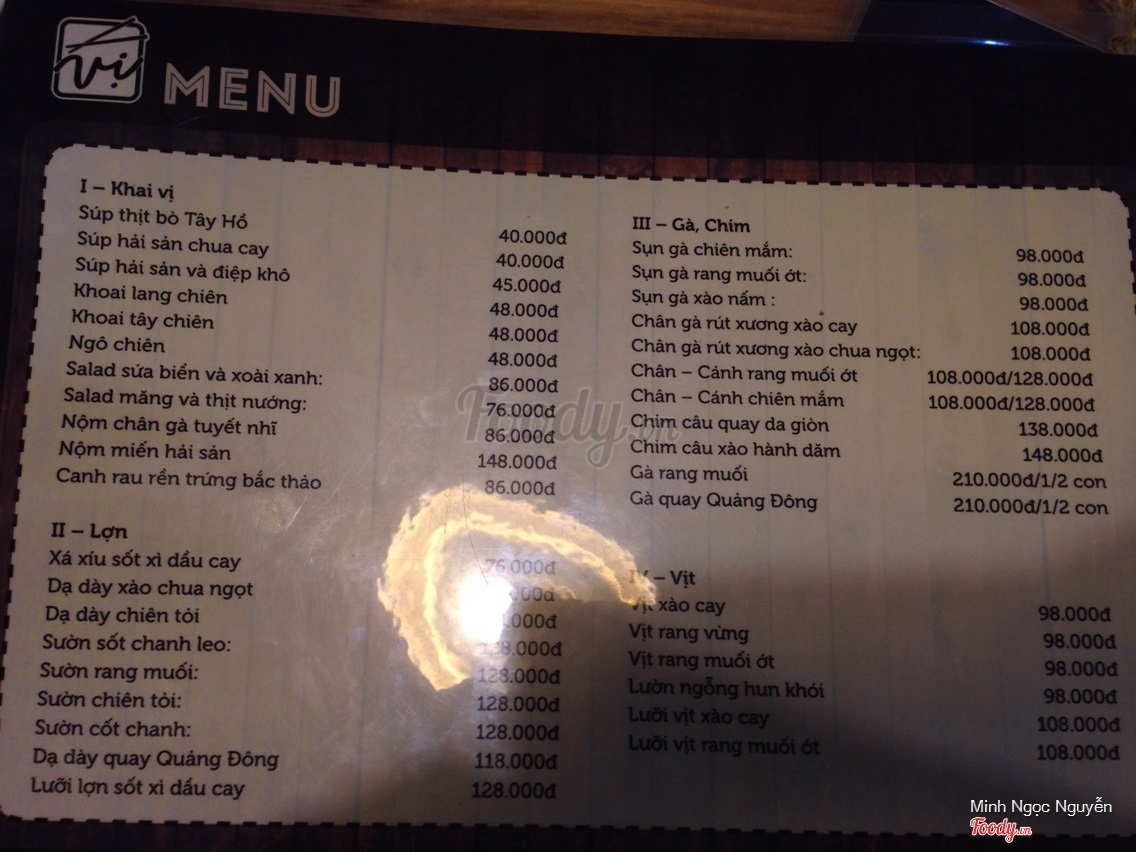 vị MENU
I – Khai vị
Súp thịt bò Tây Hồ 40.000đ
Súp hải sản chua cay 40.000đ
Súp hải sản và điệp khô 45.000đ
Khoai lang chiên 48.000đ
Khoai tây chiên 48.000đ
Ngô chiên 48.000đ
Salad sứa biển và xoài xanh: 86.000đ
Salad măng và thịt nướng: 76.000đ
Nộm chân gà tuyết nhĩ 86.000đ
Nộm miến hải sản 148.000đ
Canh rau rền trứng bắc thảo 86.000đ
II – Lợn
Xá xíu sốt xì dầu cay 76.000đ
Dạ dày xào chua ngọt
Dạ dày chiên tỏi
Sườn sốt chanh leo:
Sườn rang muối: 128.000đ
Sườn chiên tỏi: 128.000đ
Sườn cốt chanh: 128.000đ
Dạ dày quay Quảng Đông 118.000đ
Lưỡi lợn sốt xì dầu cay 128.000đ
III – Gà, Chim
Sụn gà chiên mắm: 98.000đ
Sụn gà rang muối ớt: 98.000đ
Sụn gà xào nấm : 98.000đ
Chân gà rút xương xào cay 108.000đ
Chân gà rút xương xào chua ngọt: 108.000đ
Chân – Cánh rang muối ớt 108.000đ/128.000đ
Chân – Cánh chiên mắm 108.000đ/128.000đ
Chim câu quay da giòn 138.000đ
Chim câu xào hành dăm 148.000đ
Gà rang muối 210.000đ/1/2 con
Gà quay Quảng Đông 210.000đ/1/2 con
IV – Vịt
Vịt xào cay 98.000đ
Vịt rang vừng 98.000đ
Vịt rang muối ớt 98.000đ
Lườn ngỗng hun khói 98.000đ
Lưỡi vịt xào cay 108.000đ
Lưỡi vịt rang muối ớt 108.000đ
Foody.vn
Minh Ngọc Nguyễn
Foody.vn